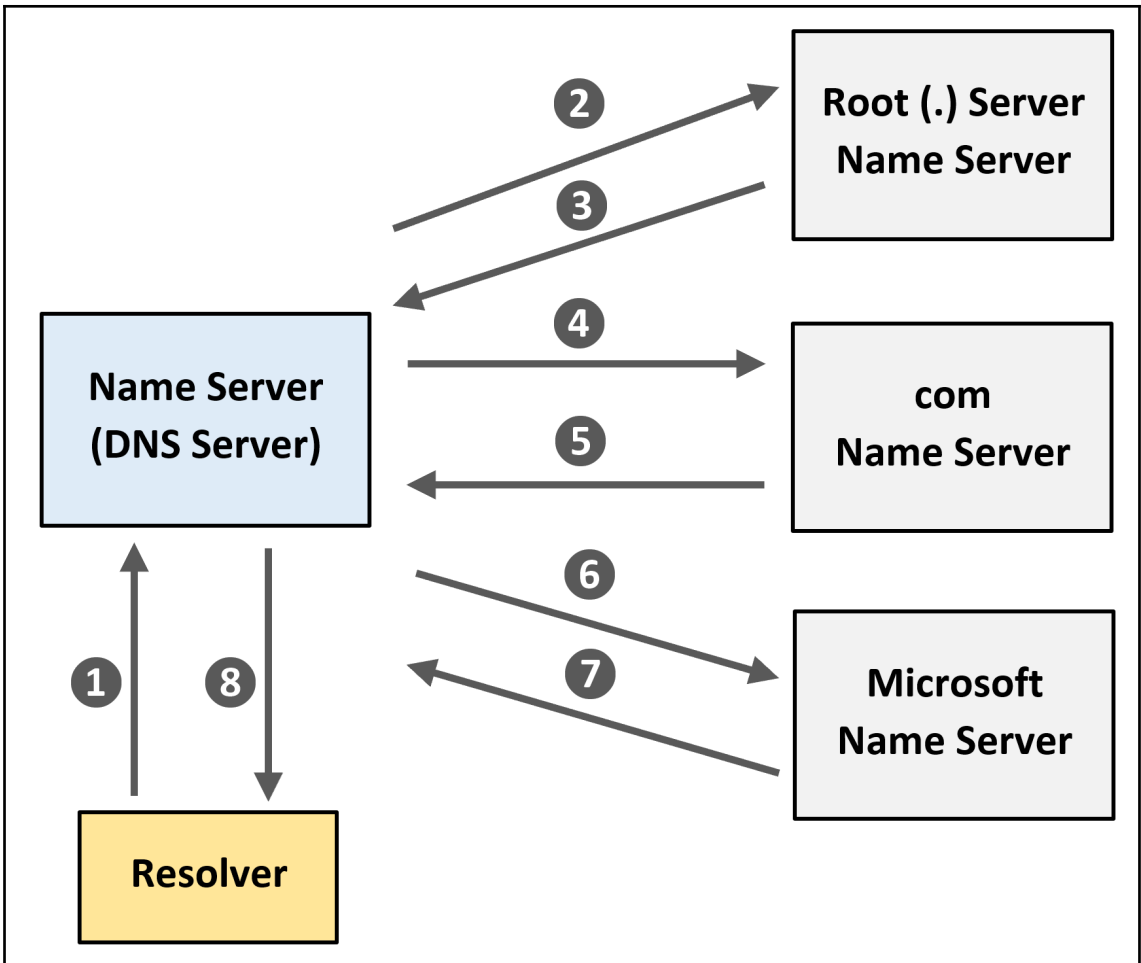 2
Root (.) Server
Name Server
3
4
Name Server
(DNS Server)
com
Name Server
5
6
1
8
7
Microsoft
Name Server
Resolver